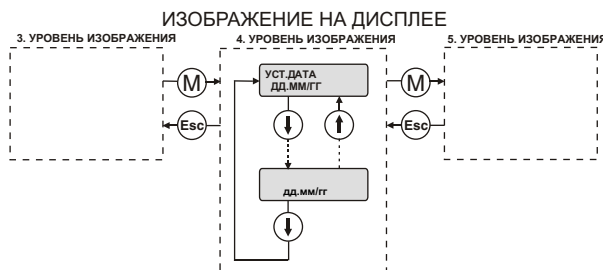 ИЗОБРАЖЕНИЕ НА ДИСПЛЕЕ
3. УРОВЕНЬ ИЗОБРАЖЕНИЯ
4. УРОВЕНЬ ИЗОБРАЖЕНИЯ
5. УРОВЕНЬ ИЗОБРАЖЕНИЯ
М
УСТ.ДАТА
ДД.ММ/ГГ
М
Esc
Esc
дд.мм/гг